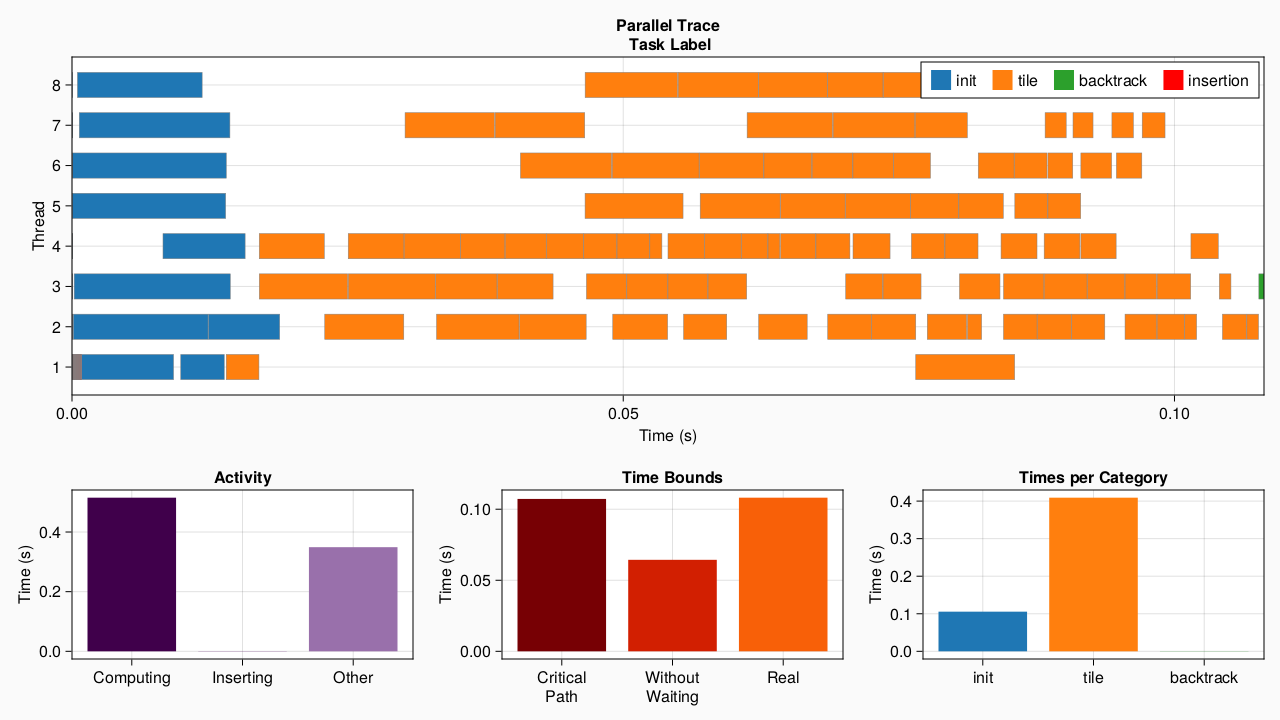 Parallel Trace
Task Label
init tile backtrack insertion
Thread
8
7
6
5
4
3
2
1
0.00 0.05 0.10
Time (s)
Activity
Time (s)
0.4
0.2
0.0
Computing Inserting Other
Time Bounds
Time (s)
0.10
0.05
0.00
Critical Path Without Waiting Real
Times per Category
Time (s)
0.4
0.3
0.2
0.1
0.0
init tile backtrack